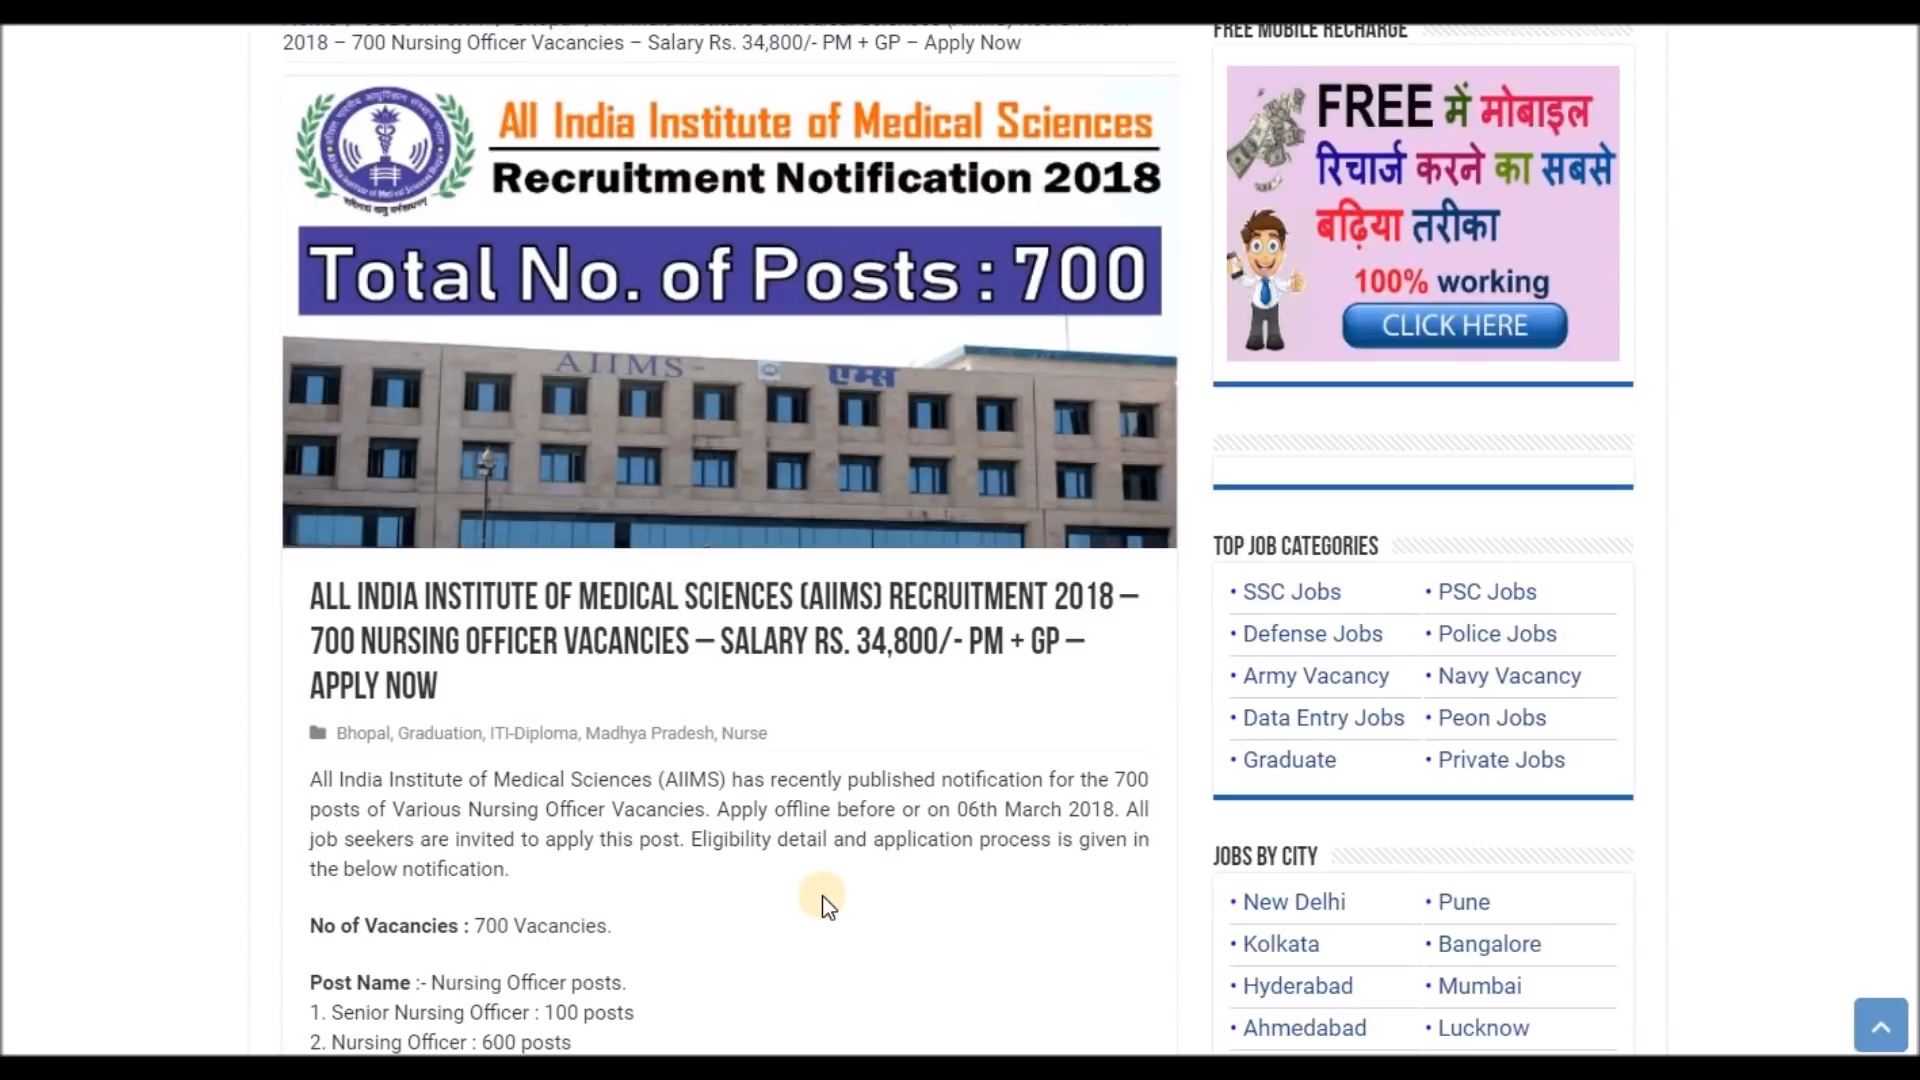 2018 – 700 Nursing Officer Vacancies – Salary Rs. 34,800/- PM + GP – Apply Now
All India Institute of Medical Sciences
Recruitment Notification 2018
Total No. of Posts : 700
AIIMS
एम्स
ALL INDIA INSTITUTE OF MEDICAL SCIENCES (AIIMS) RECRUITMENT 2018 –
700 NURSING OFFICER VACANCIES – SALARY RS. 34,800/- PM + GP –
APPLY NOW
Bhopal, Graduation, ITI-Diploma, Madhya Pradesh, Nurse
All India Institute of Medical Sciences (AIIMS) has recently published notification for the 700
posts of Various Nursing Officer Vacancies. Apply offline before or on 06th March 2018. All
job seekers are invited to apply this post. Eligibility detail and application process is given in
the below notification.
No of Vacancies : 700 Vacancies.
Post Name :- Nursing Officer posts.
1. Senior Nursing Officer : 100 posts
2. Nursing Officer : 600 posts
FREE MOBILE RECHARGE
FREE में मोबाइल
रिचार्ज करने का सबसे
बढ़िया तरीका
100% working
CLICK HERE
TOP JOB CATEGORIES
• SSC Jobs • PSC Jobs
• Defense Jobs • Police Jobs
• Army Vacancy • Navy Vacancy
• Data Entry Jobs • Peon Jobs
• Graduate • Private Jobs
JOBS BY CITY
• New Delhi • Pune
• Kolkata • Bangalore
• Hyderabad • Mumbai
• Ahmedabad • Lucknow